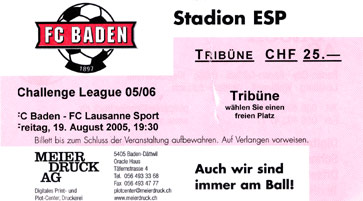 FC BADEN
1897
Stadion ESP
TRIBÜNE CHF 25.—
Challenge League 05/06
FC Baden - FC Lausanne Sport
Freitag, 19. August 2005, 19:30
Tribüne
wählen Sie einen
freien Platz
Billett bis zum Schluss der Veranstaltung aufbewahren. Auf Verlangen vorweisen.
MEIER
DRUCK
AG
Digitales Print- und
Plot-Center, Druckerei
5405 Baden-Dättwil
Oracle Haus
Täfernstrasse 4
Tel. 056 493 33 58
Fax 056 493 47 77
plotcenter@meierdruck.ch
www.meierdruck.ch
Auch wir sind
immer am Ball!